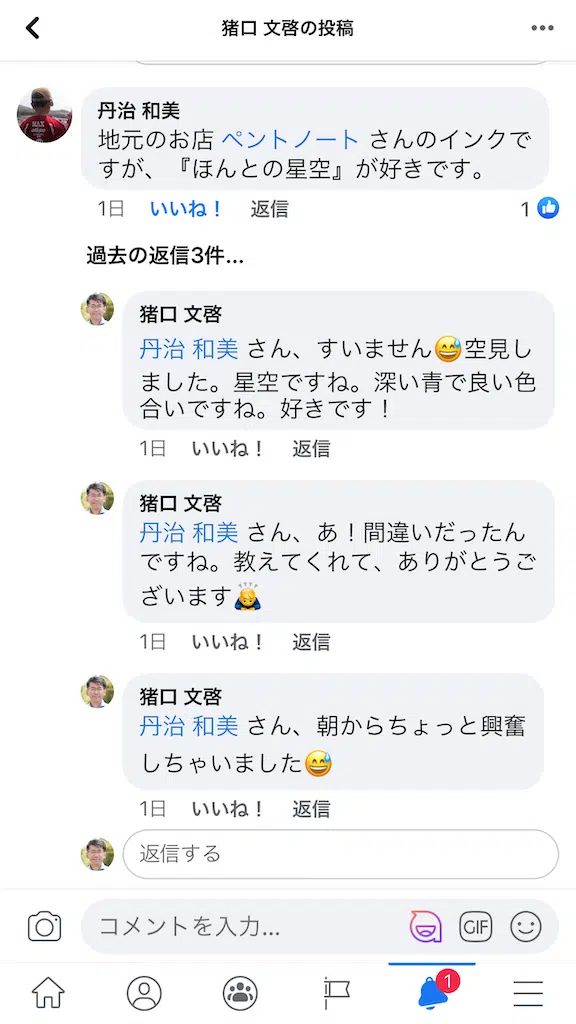 猪口 文啓の投稿
丹治 和美
地元のお店 ペントノート さんのインクで
すが、『ほんとの星空』が好きです。
1日 いいね！ 返信 1
過去の返信3件...
猪口 文啓
丹治 和美 さん、すいません😅空見し
ました。星空ですね。深い青で良い色
合いですね。好きです！
1日 いいね！ 返信
猪口 文啓
丹治 和美 さん、あ！間違いだったん
ですね。教えてくれて、ありがとうご
ざいます🙇
1日 いいね！ 返信
猪口 文啓
丹治 和美 さん、朝からちょっと興奮
しちゃいました😅
1日 いいね！ 返信
返信する
コメントを入力... GIF
1